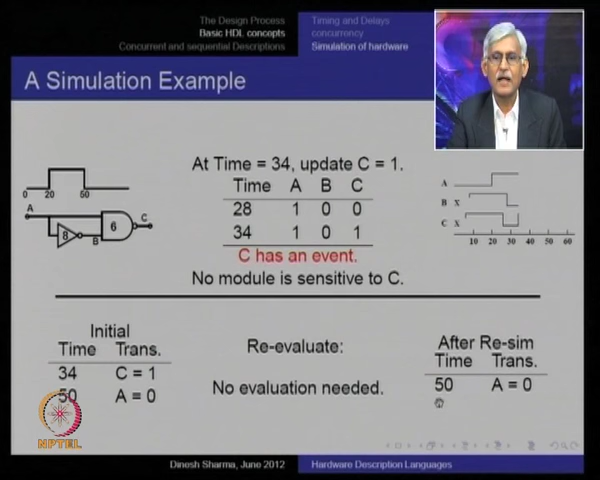 The Design Process
Basic HDL concepts
Concurrent and sequential Descriptions
Timing and Delays
concurrency
Simulation of hardware
A Simulation Example
0 20 50
A
8
B
6
C
At Time = 34, update C = 1.
Time A B C
28 1 0 0
34 1 0 1
C has an event.
No module is sensitive to C.
A
B X
C X
10 20 30 40 50 60
Initial
Time Trans.
34 C = 1
50 A = 0
Re-evaluate:
No evaluation needed.
After Re-sim
Time Trans.
50 A = 0
NPTEL
Dinesh Sharma, June 2012
Hardware Description Languages